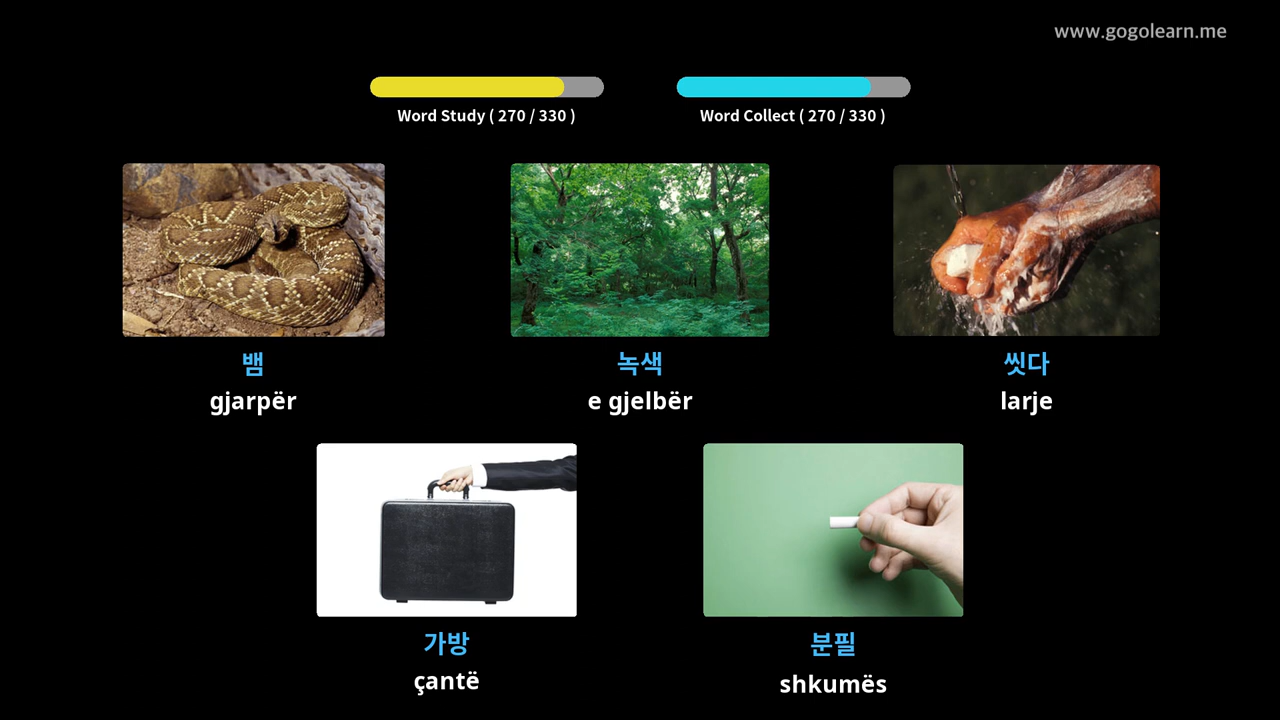 www.gogolearn.me
Word Study ( 270 / 330 )
Word Collect ( 270 / 330 )
뱀
gjarpër
녹색
e gjelbër
씻다
larje
가방
çantë
분필
shkumës